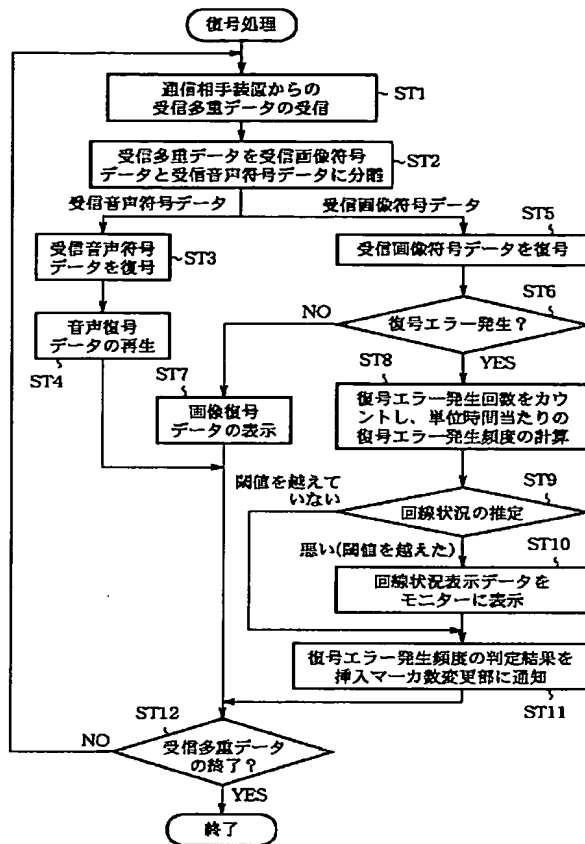 復号処理
通信相手装置からの
受信多重データの受信
ST1
受信多重データを受信画像符号
データと受信音声符号データに分離
ST2
受信音声符号データ
受信画像符号データ
受信音声符号
データを復号
ST3
ST5
受信画像符号データを復号
音声復号
データの再生
ST4
ST6
復号エラー発生?
NO
YES
ST7
画像復号
データの表示
ST8
復号エラー発生回数をカウ
ントし、単位時間当たりの
復号エラー発生頻度の計算
閾値を越えて
いない
ST9
回線状況の推定
悪い(閾値を越えた)
ST10
回線状況表示データを
モニターに表示
復号エラー発生頻度の判定結果を
挿入マーカ数変更部に通知
ST11
ST12
受信多重データ
の終了?
NO
YES
終了